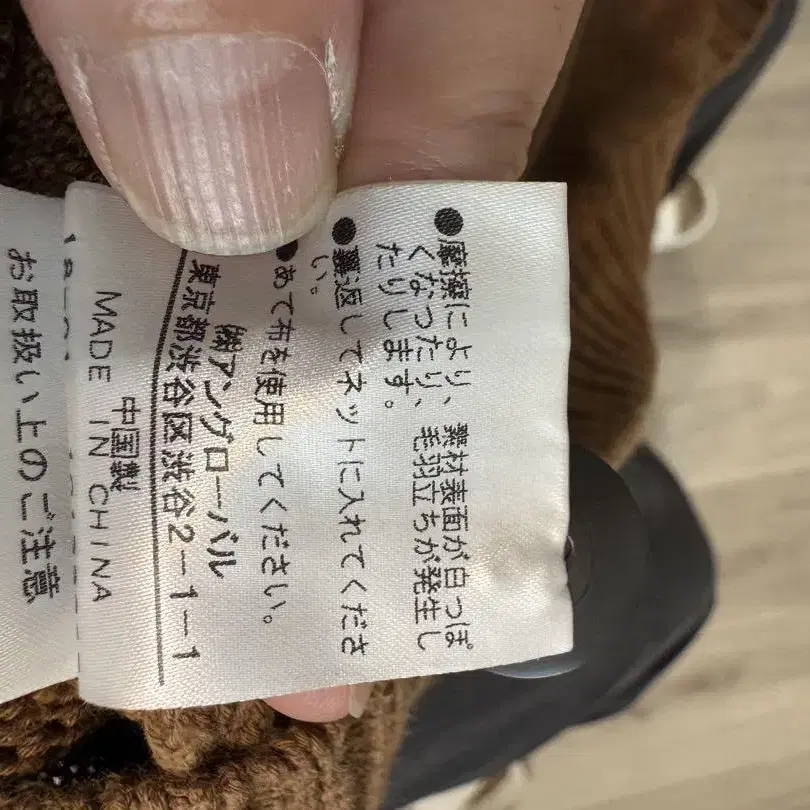 ●摩擦により、素材表面が白っぽ
くなったり、毛羽立ちが発生し
たりします。
●裏返してネットに入れてくださ
い。
●あて布を使用してください。
㈱アングローバル
東京都渋谷区渋谷2-1-1
中国製
MADE IN CHINA
お取扱い上のご注意